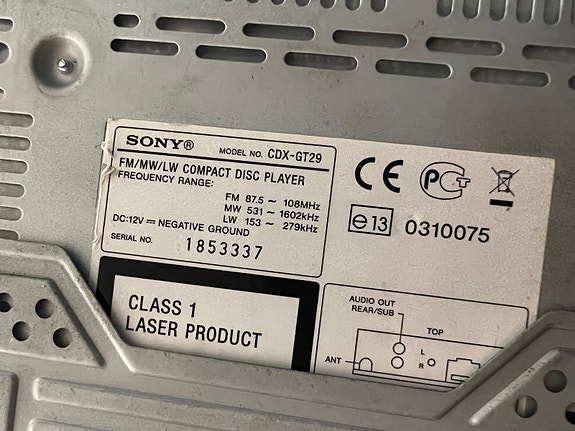 SONY®
MODEL NO. CDX-GT29
FM/MW/LW COMPACT DISC PLAYER
FREQUENCY RANGE:
FM 87.5 ~ 108MHz
MW 531 ~ 1602kHz
LW 153 ~ 279kHz
DC:12V ⎓ NEGATIVE GROUND
SERIAL NO. 1853337
CE
PCT
e13 0310075
CLASS 1
LASER PRODUCT
AUDIO OUT
REAR/SUB
TOP
L
R
ANT